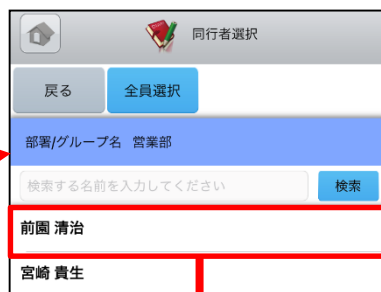 同行者選択
戻る 全員選択
部署/グループ名 営業部
検索する名前を入力してください 検索
前園 清治
宮崎 貴生